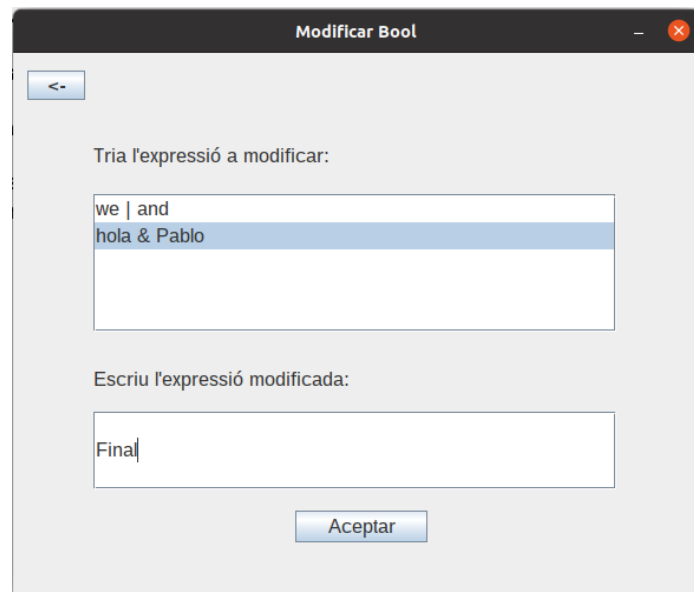 Modificar Bool
<-
Tria l'expressió a modificar:
we | and
hola & Pablo
Escriu l'expressió modificada:
Final
Aceptar